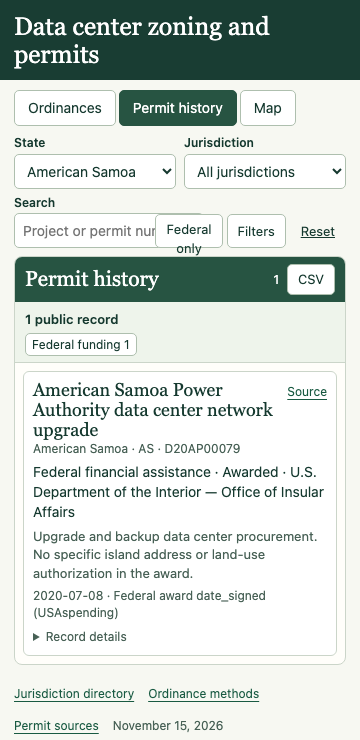 Data center zoning and
permits
Ordinances
Permit history
Map
State
Jurisdiction
American Samoa
All jurisdictions
Search
Project or permit nur
Federal
only
Filters
Reset
Permit history
1
CSV
1 public record
Federal funding 1
American Samoa Power
Authority data center network
upgrade
Source
American Samoa · AS · D20AP00079
Federal financial assistance · Awarded · U.S.
Department of the Interior — Office of Insular
Affairs
Upgrade and backup data center procurement.
No specific island address or land-use
authorization in the award.
2020-07-08 · Federal award date_signed
(USAspending)
Record details
Jurisdiction directory
Ordinance methods
Permit sources
November 15, 2026